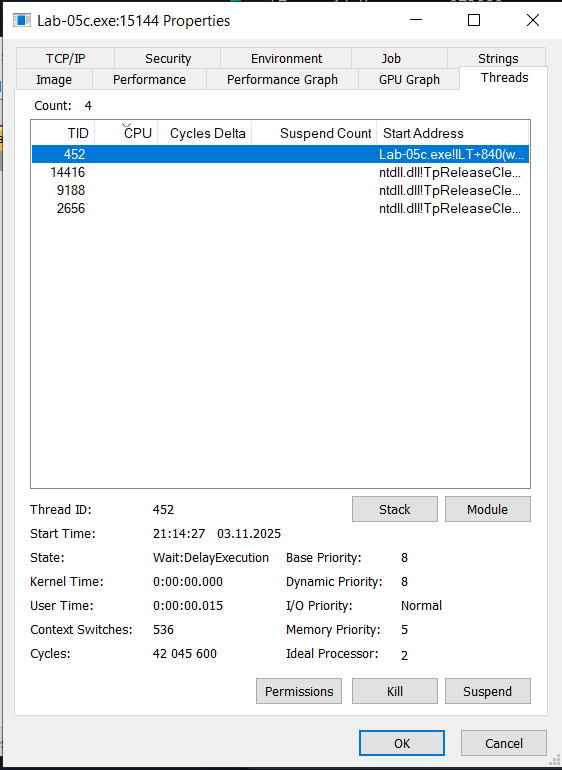 Lab-05c.exe:15144 Properties
TCP/IP Security Environment Job Strings
Image Performance Performance Graph GPU Graph Threads
Count: 4
TID CPU Cycles Delta Suspend Count Start Address
452 Lab-05c.exe!ILT+840(w...
14416 ntdll.dll!TpReleaseCle...
9188 ntdll.dll!TpReleaseCle...
2656 ntdll.dll!TpReleaseCle...
Thread ID: 452 Stack Module
Start Time: 21:14:27 03.11.2025
State: Wait:DelayExecution Base Priority: 8
Kernel Time: 0:00:00.000 Dynamic Priority: 8
User Time: 0:00:00.015 I/O Priority: Normal
Context Switches: 536 Memory Priority: 5
Cycles: 42 045 600 Ideal Processor: 2
Permissions Kill Suspend
OK Cancel